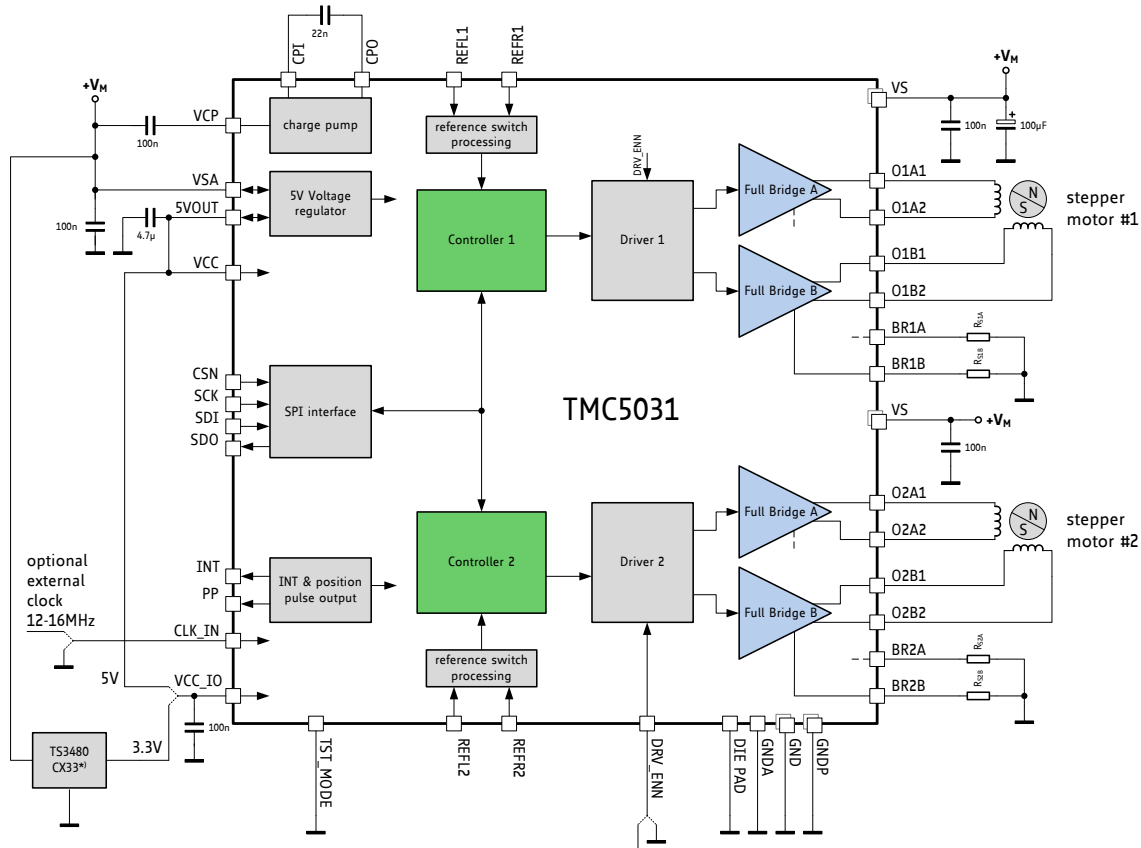 CPI
22n
CPO
REFL1
REFR1
+VM
+VM
VCP
100n
charge pump
reference switch
processing
VS
100n
+
100µF
DRV_ENN
VSA
5VOUT
100n
4.7µ
VCC
5V Voltage
regulator
Controller 1
Driver 1
Full Bridge A
Full Bridge B
O1A1
O1A2
O1B1
O1B2
BR1A
BR1B
RS1A
RS1B
N
S
stepper
motor #1
CSN
SCK
SDI
SDO
SPI interface
TMC5031
VS
+VM
100n
INT
PP
INT & position
pulse output
Controller 2
Driver 2
Full Bridge A
Full Bridge B
O2A1
O2A2
O2B1
O2B2
BR2A
BR2B
RS2A
RS2B
N
S
stepper
motor #2
optional
external
clock
12-16MHz
CLK_IN
reference switch
processing
5V
VCC_IO
100n
3.3V
TS3480
CX33*)
TST_MODE
REFL2
REFR2
DRV_ENN
DIE PAD
GNDA
GND
GNDP